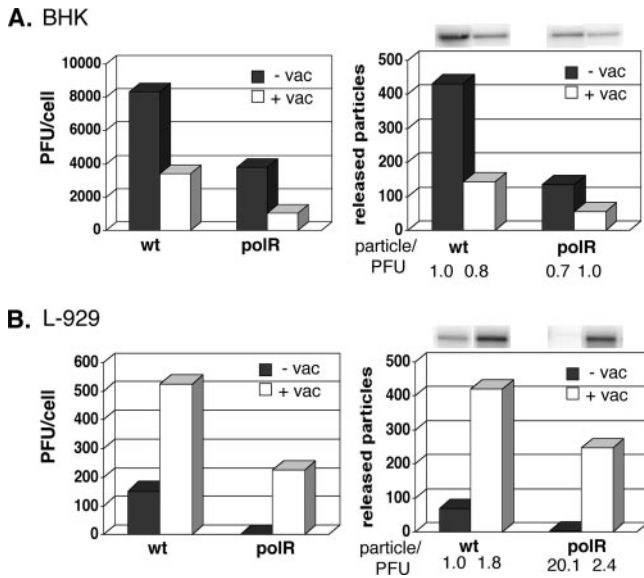 A. BHK
PFU/cell
10000
8000
2000
4000
6000
0
- vac
+ vac
wt
polR
released particles
500
400
300
200
100
0
- vac
+ vac
wt
polR
particle/
PFU
1.0 0.8
0.7 1.0
B. L-929
PFU/cell
600
500
400
300
200
100
0
- vac
+ vac
wt
polR
released particles
500
400
300
200
100
0
- vac
+ vac
wt
polR
particle/
PFU
1.0 1.8
20.1 2.4